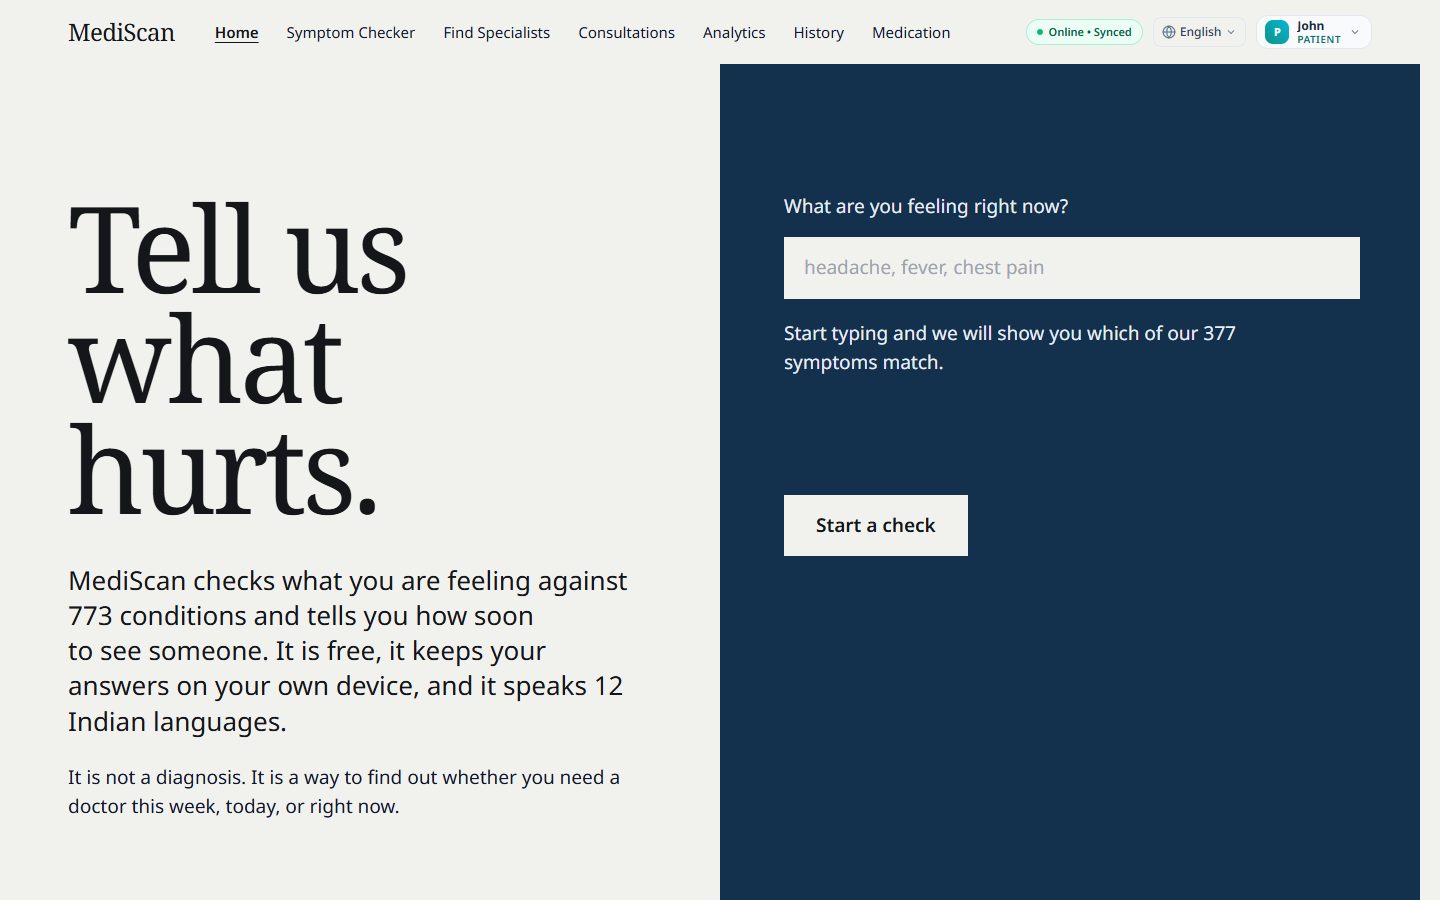 MediScan
Home
Symptom Checker
Find Specialists
Consultations
Analytics
History
Medication
Online • Synced
English
P
John
PATIENT
Tell us
what
hurts.
MediScan checks what you are feeling against
773 conditions and tells you how soon
to see someone. It is free, it keeps your
answers on your own device, and it speaks 12
Indian languages.
It is not a diagnosis. It is a way to find out whether you need a
doctor this week, today, or right now.
What are you feeling right now?
headache, fever, chest pain
Start typing and we will show you which of our 377
symptoms match.
Start a check